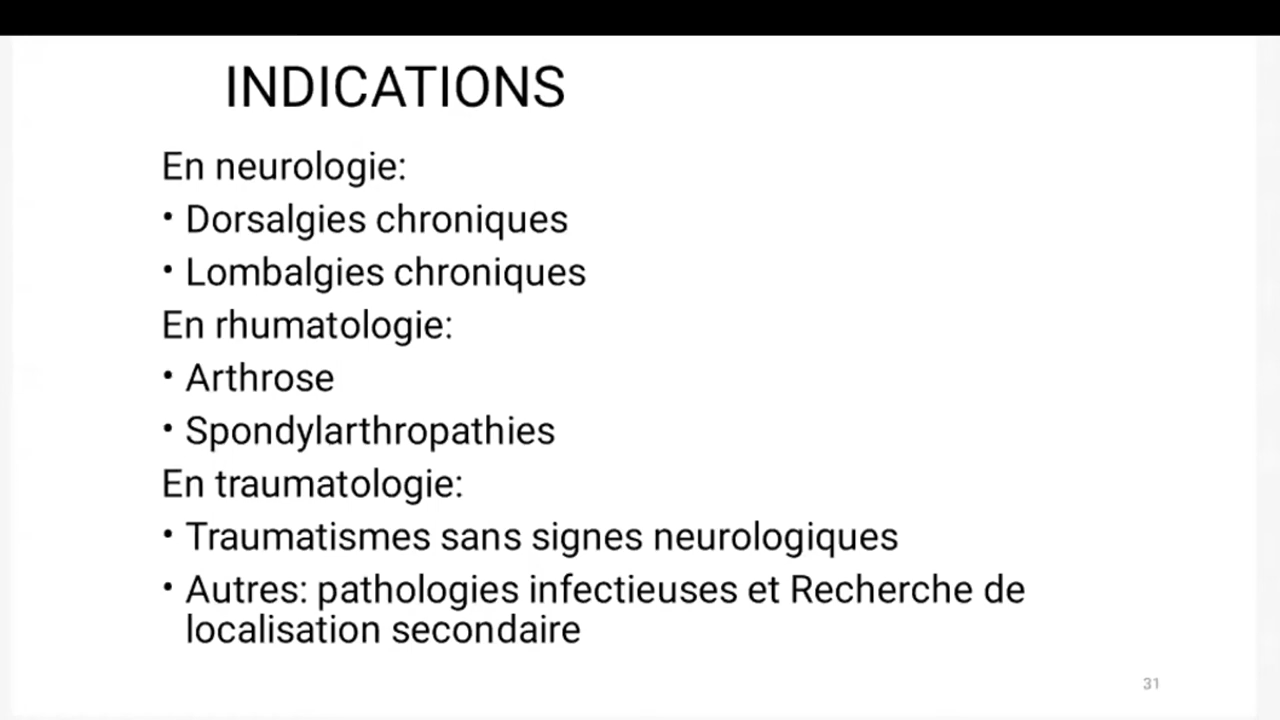 INDICATIONS
En neurologie:
• Dorsalgies chroniques
• Lombalgies chroniques
En rhumatologie:
• Arthrose
• Spondylarthropathies
En traumatologie:
• Traumatismes sans signes neurologiques
• Autres: pathologies infectieuses et Recherche de
localisation secondaire
31